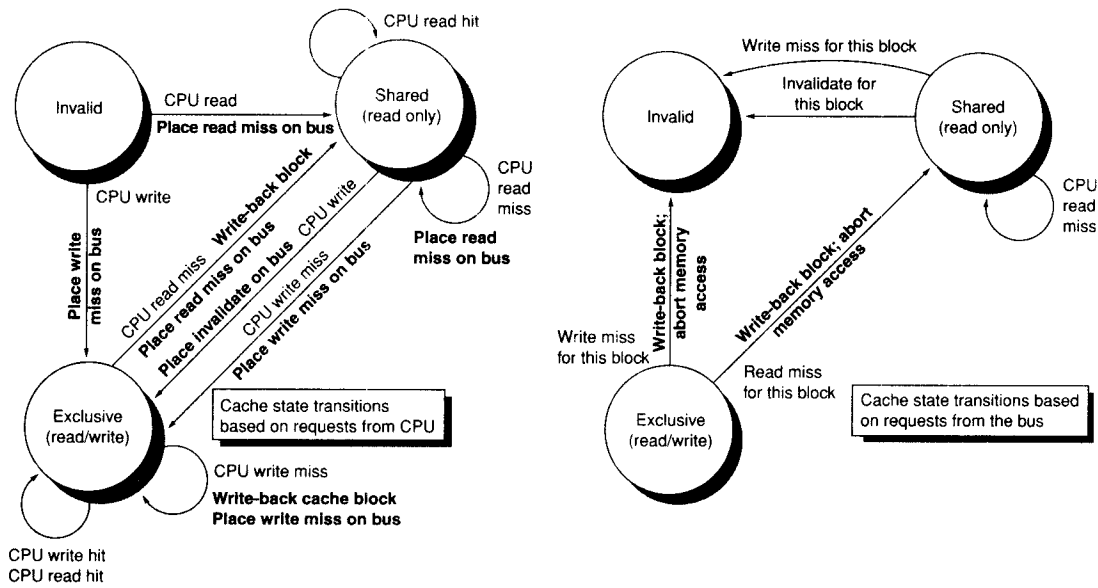 CPU read hit
Invalid
CPU read
Place read miss on bus
Shared
(read only)
CPU write
Place write
miss on bus
CPU read miss
Write-back block
Place read miss on bus
CPU write
Place invalidate on bus
CPU write miss
Place write miss on bus
CPU
read
miss
Place read
miss on bus
Exclusive
(read/write)
Cache state transitions
based on requests from CPU
CPU write miss
Write-back cache block
Place write miss on bus
CPU write hit
CPU read hit
Write miss for this block
Invalidate for
this block
Invalid
Shared
(read only)
CPU
read
miss
Write-back block;
abort memory
access
Write-back block; abort
memory access
Write miss
for this block
Read miss
for this block
Exclusive
(read/write)
Cache state transitions based
on requests from the bus